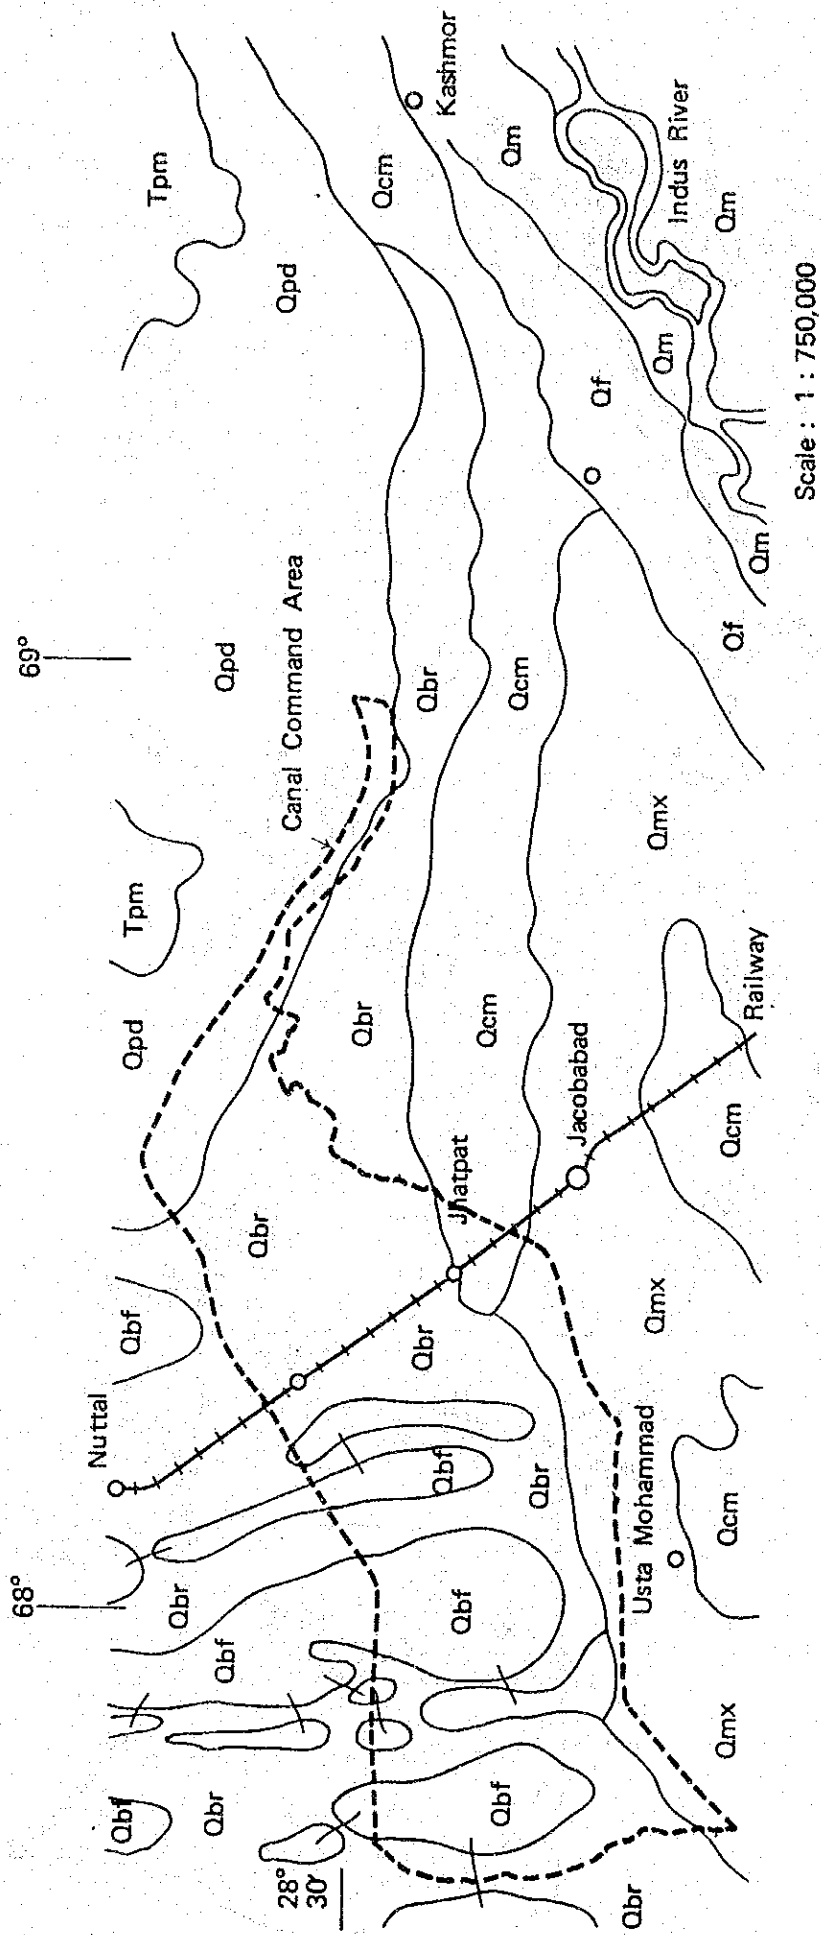 Tpm
Qpd
Qcm
Kashmor
Qm
Indus River
Qm
Qm
Qf
Qm
Qf
69°
Qpd
Canal Command Area
Qbr
Qcm
Qmx
Tpm
Qpd
Qbr
Qcm
Jacobabad
Railway
Qcm
Jhatpat
Qbr
Qbf
Qbr
Qmx
Nuttal
Qbf
Qbr
Usta Mohammad
Qcm
68°
Qbr
Qbf
Qbf
Qmx
Qbf
Qbr
Qbf
28°
30'
Qbr
Scale : 1 : 750,000